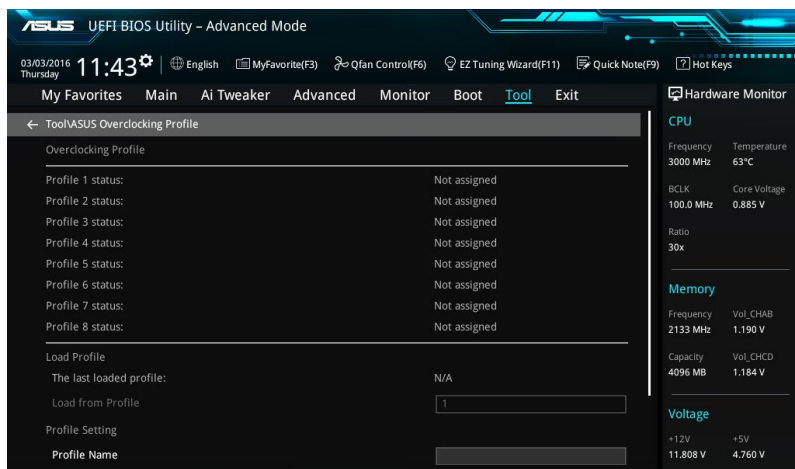 ASUS UEFI BIOS Utility – Advanced Mode
03/03/2016 Thursday 11:43 English MyFavorite(F3) Qfan Control(F6) EZ Tuning Wizard(F11) Quick Note(F9) ? Hot Keys
My Favorites Main Ai Tweaker Advanced Monitor Boot Tool Exit
← Tool\ASUS Overclocking Profile
Overclocking Profile
Profile 1 status: Not assigned
Profile 2 status: Not assigned
Profile 3 status: Not assigned
Profile 4 status: Not assigned
Profile 5 status: Not assigned
Profile 6 status: Not assigned
Profile 7 status: Not assigned
Profile 8 status: Not assigned
Load Profile
The last loaded profile: N/A
Load from Profile 1
Profile Setting
Profile Name
Hardware Monitor
CPU
Frequency Temperature
3000 MHz 63°C
BCLK Core Voltage
100.0 MHz 0.885 V
Ratio
30x
Memory
Frequency Vol_CHAB
2133 MHz 1.190 V
Capacity Vol_CHCD
4096 MB 1.184 V
Voltage
+12V +5V
11.808 V 4.760 V